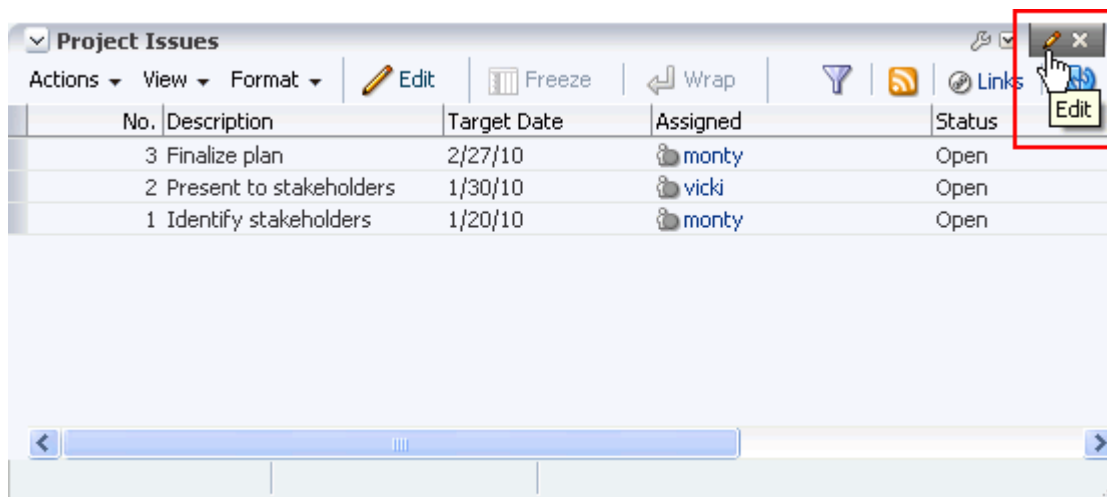 Project Issues
Actions View Format Edit Freeze Wrap Links
Edit
No. Description Target Date Assigned Status
3 Finalize plan 2/27/10 monty Open
2 Present to stakeholders 1/30/10 vicki Open
1 Identify stakeholders 1/20/10 monty Open